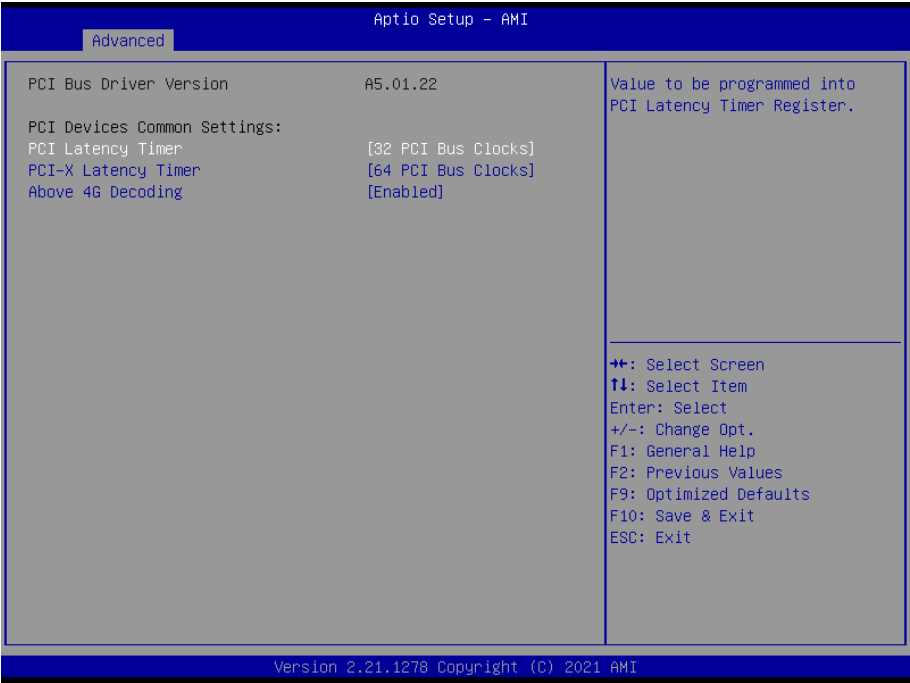 Aptio Setup – AMI
Advanced
PCI Bus Driver Version A5.01.22
PCI Devices Common Settings:
PCI Latency Timer [32 PCI Bus Clocks]
PCI-X Latency Timer [64 PCI Bus Clocks]
Above 4G Decoding [Enabled]
Value to be programmed into
PCI Latency Timer Register.
→←: Select Screen
↑↓: Select Item
Enter: Select
+/-: Change Opt.
F1: General Help
F2: Previous Values
F9: Optimized Defaults
F10: Save & Exit
ESC: Exit
Version 2.21.1278 Copyright (C) 2021 AMI